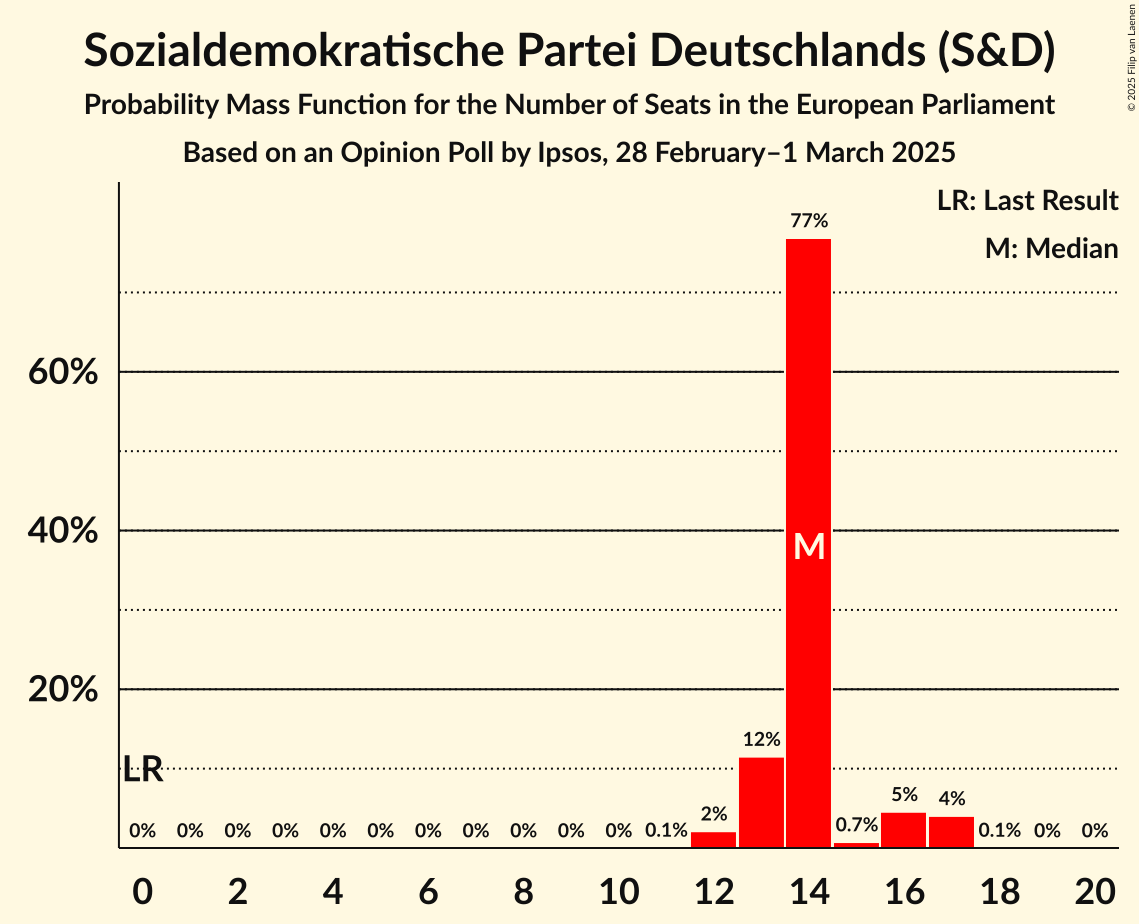 Sozialdemokratische Partei Deutschlands (S&D)
Probability Mass Function for the Number of Seats in the European Parliament
Based on an Opinion Poll by Ipsos, 28 February–1 March 2025
© 2025 Filip van Laenen
LR: Last Result
M: Median
77%
60%
40%
M
20%
12%
LR
5%
4%
2%
0.7%
0% 0% 0% 0% 0% 0% 0% 0% 0% 0% 0% 0.1% 0.1% 0% 0%
0 2 4 6 8 10 12 14 16 18 20